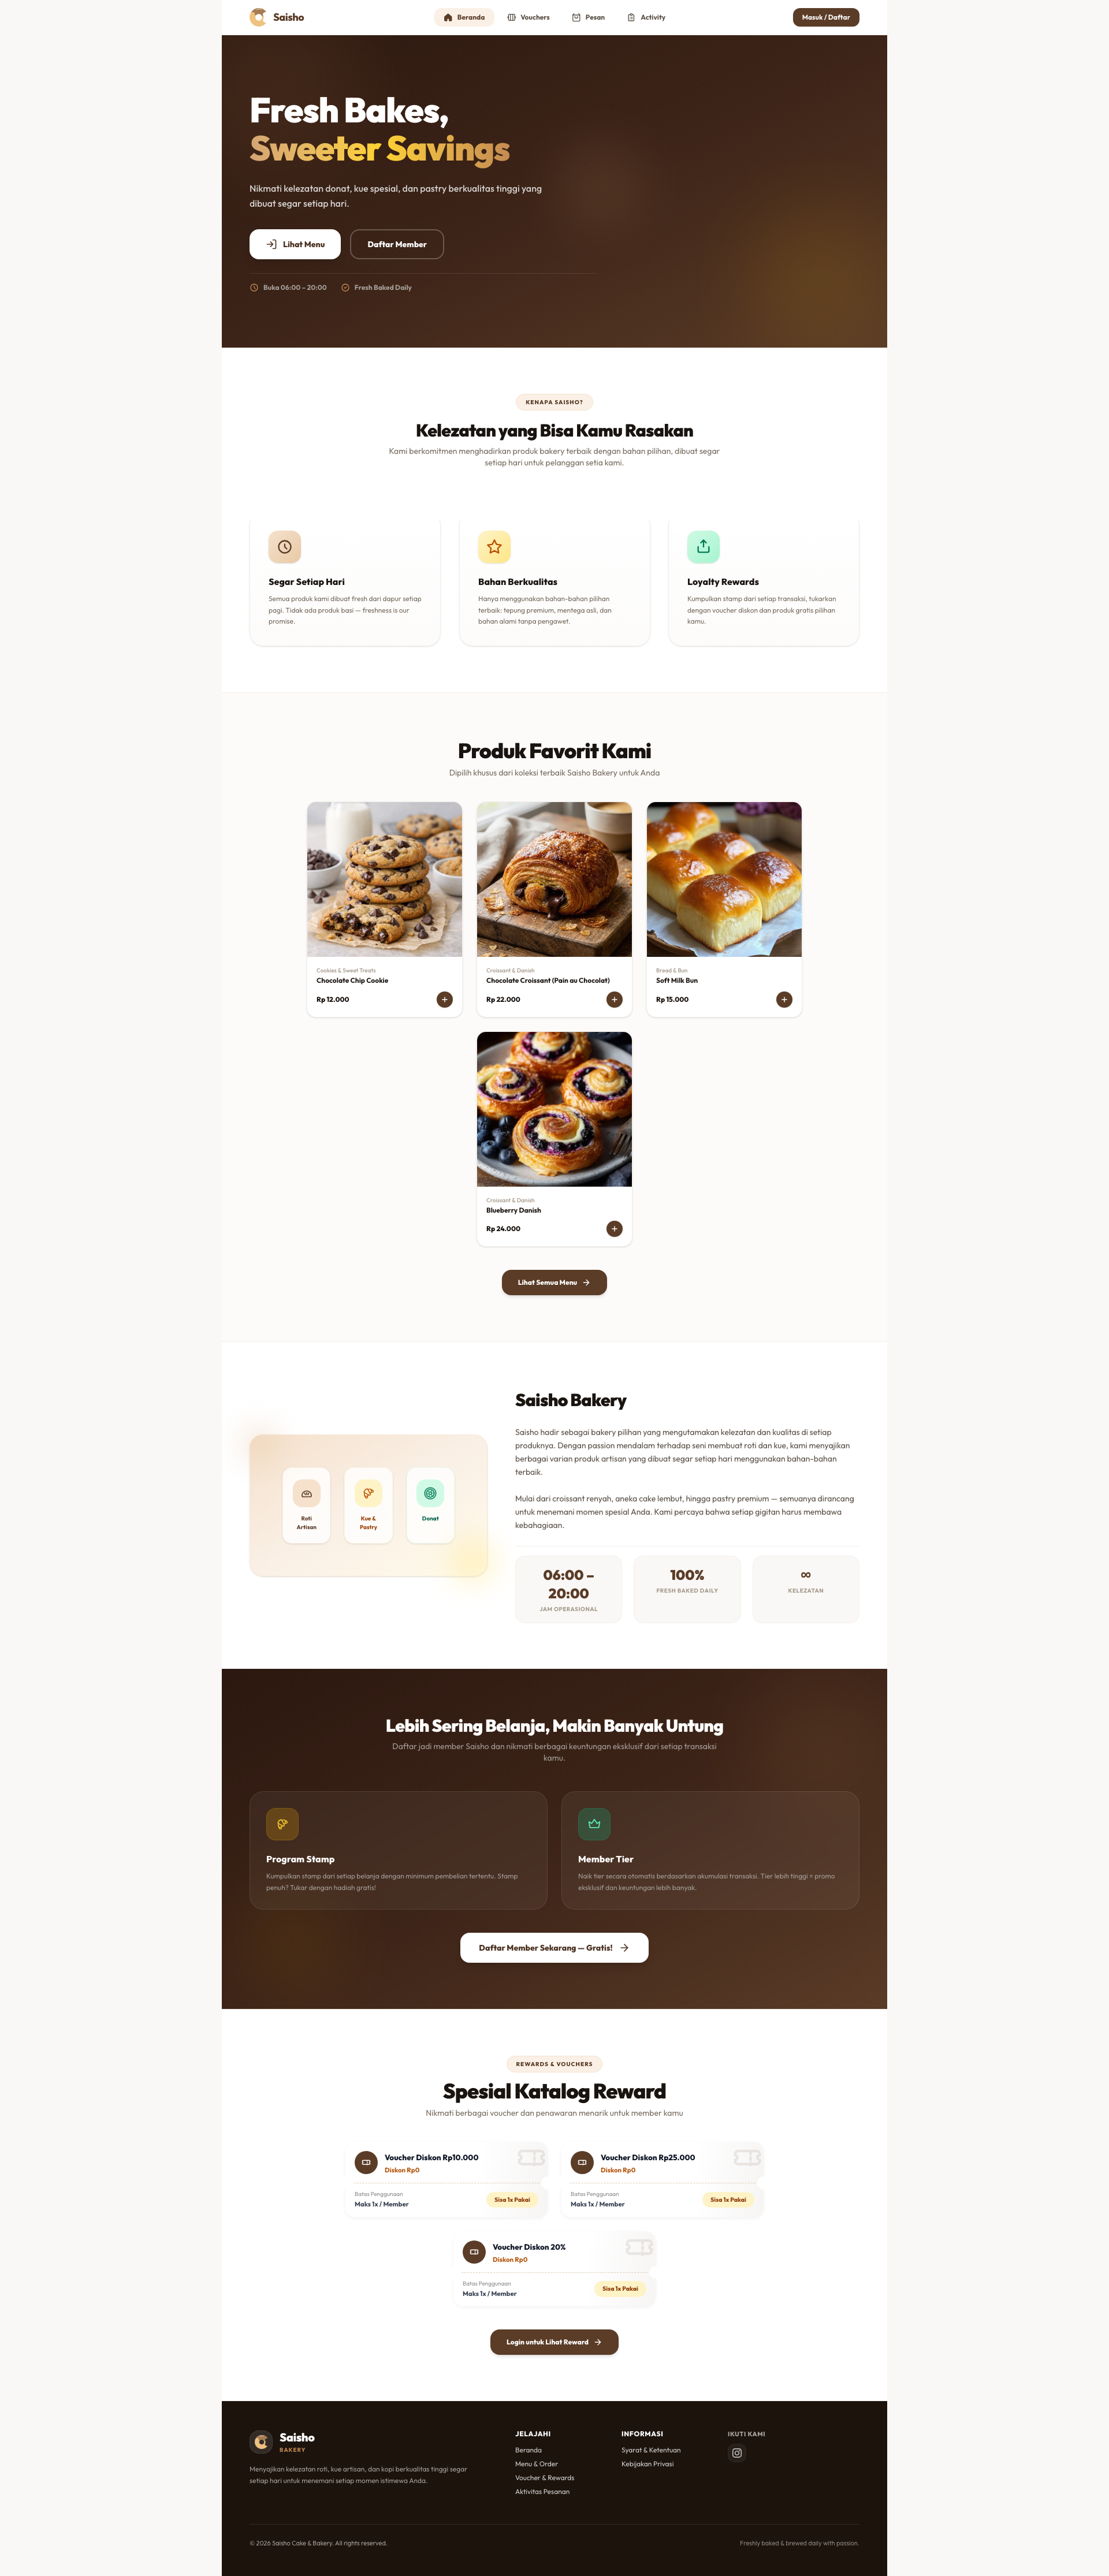 Saisho
Beranda
Vouchers
Pesan
Activity
Masuk / Daftar
Fresh Bakes,
Sweeter Savings
Nikmati kelezatan donat, kue spesial, dan pastry berkualitas tinggi yang
dibuat segar setiap hari.
Lihat Menu
Daftar Member
Buka 06:00 – 20:00
Fresh Baked Daily
KENAPA SAISHO?
Kelezatan yang Bisa Kamu Rasakan
Kami berkomitmen menghadirkan produk bakery terbaik dengan bahan pilihan, dibuat segar
setiap hari untuk pelanggan setia kami.
Segar Setiap Hari
Semua produk kami dibuat fresh dari dapur setiap
pagi. Tidak ada produk basi — freshness is our
promise.
Bahan Berkualitas
Hanya menggunakan bahan-bahan pilihan
terbaik: tepung premium, mentega asli, dan
bahan alami tanpa pengawet.
Loyalty Rewards
Kumpulkan stamp dari setiap transaksi, tukarkan
dengan voucher diskon dan produk gratis pilihan
kamu.
Produk Favorit Kami
Dipilih khusus dari koleksi terbaik Saisho Bakery untuk Anda
Cookies & Sweet Treats
Chocolate Chip Cookie
Rp 12.000
Croissant & Danish
Chocolate Croissant (Pain au Chocolat)
Rp 22.000
Bread & Bun
Soft Milk Bun
Rp 15.000
Croissant & Danish
Blueberry Danish
Rp 24.000
Lihat Semua Menu
Roti
Artisan
Kue &
Pastry
Donat
Saisho Bakery
Saisho hadir sebagai bakery pilihan yang mengutamakan kelezatan dan kualitas di setiap
produknya. Dengan passion mendalam terhadap seni membuat roti dan kue, kami menyajikan
berbagai varian produk artisan yang dibuat segar setiap hari menggunakan bahan-bahan
terbaik.
Mulai dari croissant renyah, aneka cake lembut, hingga pastry premium — semuanya dirancang
untuk menemani momen spesial Anda. Kami percaya bahwa setiap gigitan harus membawa
kebahagiaan.
06:00 –
20:00
JAM OPERASIONAL
100%
FRESH BAKED DAILY
∞
KELEZATAN
Lebih Sering Belanja, Makin Banyak Untung
Daftar jadi member Saisho dan nikmati berbagai keuntungan eksklusif dari setiap transaksi
kamu.
Program Stamp
Kumpulkan stamp dari setiap belanja dengan minimum pembelian tertentu. Stamp
penuh? Tukar dengan hadiah gratis!
Member Tier
Naik tier secara otomatis berdasarkan akumulasi transaksi. Tier lebih tinggi = promo
eksklusif dan keuntungan lebih banyak.
Daftar Member Sekarang — Gratis!
REWARDS & VOUCHERS
Spesial Katalog Reward
Nikmati berbagai voucher dan penawaran menarik untuk member kamu
Voucher Diskon Rp10.000
Diskon Rp0
Batas Penggunaan
Maks 1x / Member
Sisa 1x Pakai
Voucher Diskon Rp25.000
Diskon Rp0
Batas Penggunaan
Maks 1x / Member
Sisa 1x Pakai
Voucher Diskon 20%
Diskon Rp0
Batas Penggunaan
Maks 1x / Member
Sisa 1x Pakai
Login untuk Lihat Reward
Saisho
BAKERY
Menyajikan kelezatan roti, kue artisan, dan kopi berkualitas tinggi segar
setiap hari untuk menemani setiap momen istimewa Anda.
JELAJAHI
Beranda
Menu & Order
Voucher & Rewards
Aktivitas Pesanan
INFORMASI
Syarat & Ketentuan
Kebijakan Privasi
IKUTI KAMI
© 2026 Saisho Cake & Bakery. All rights reserved.
Freshly baked & brewed daily with passion.